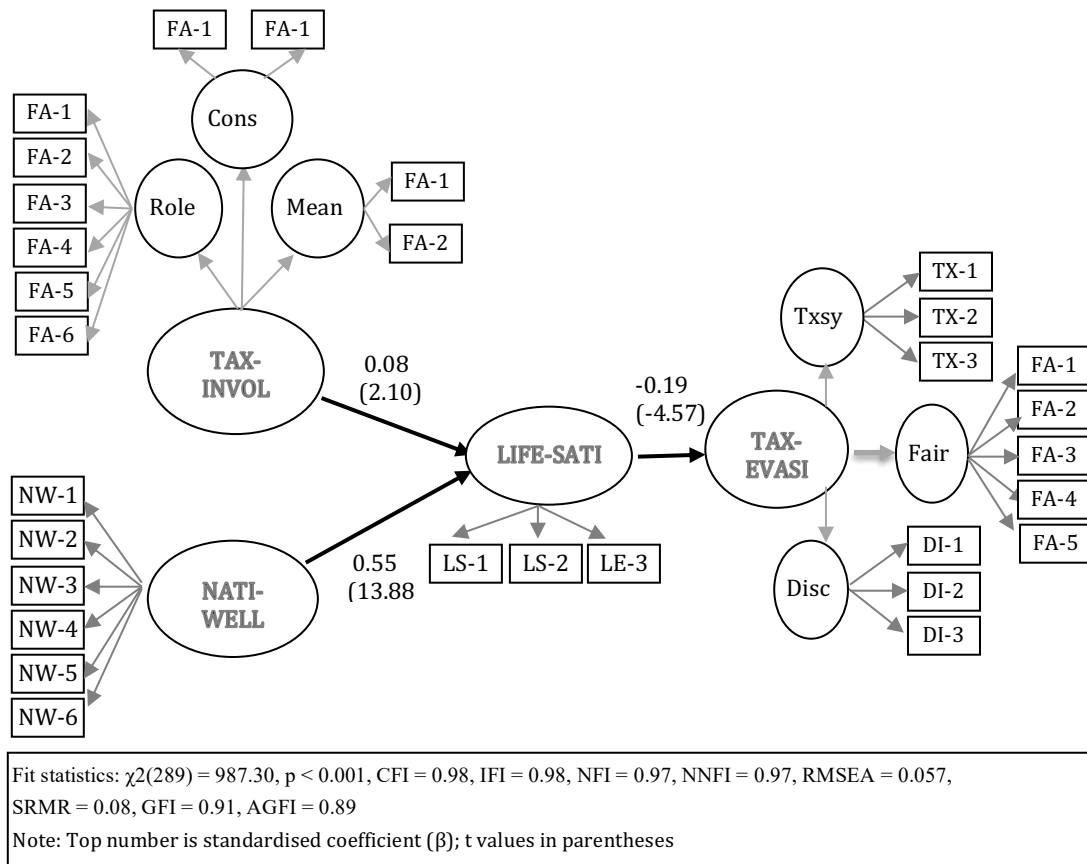 FA-1
FA-1
Cons
FA-1
FA-2
FA-3
FA-4
FA-5
FA-6
Role
Mean
FA-1
FA-2
TAX-
INVOL
0.08
(2.10)
NW-1
NW-2
NW-3
NW-4
NW-5
NW-6
NATI-
WELL
0.55
(13.88
LIFE-SATI
LS-1
LS-2
LE-3
-0.19
(-4.57)
TAX-
EVASI
Txsy
TX-1
TX-2
TX-3
Fair
FA-1
FA-2
FA-3
FA-4
FA-5
Disc
DI-1
DI-2
DI-3
Fit statistics: χ2(289) = 987.30, p < 0.001, CFI = 0.98, IFI = 0.98, NFI = 0.97, NNFI = 0.97, RMSEA = 0.057,
SRMR = 0.08, GFI = 0.91, AGFI = 0.89
Note: Top number is standardised coefficient (β); t values in parentheses